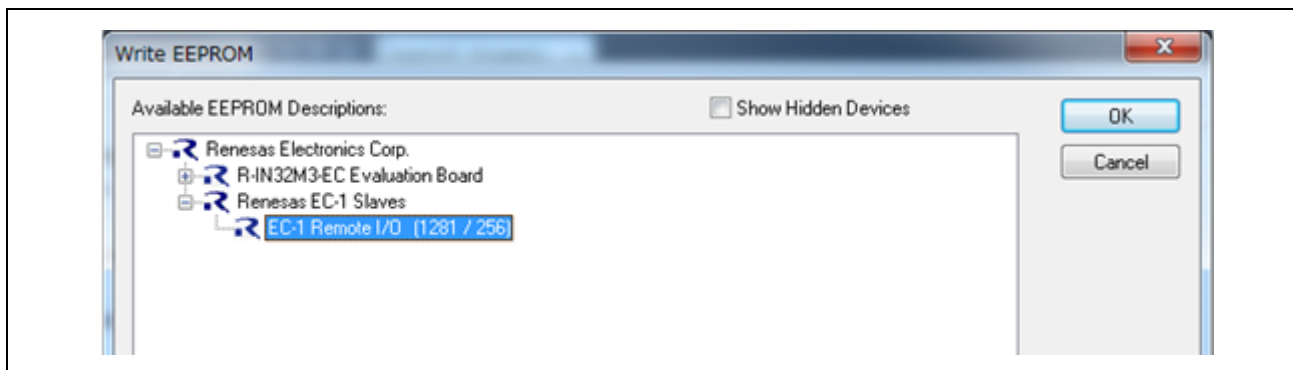 Write EEPROM
Available EEPROM Descriptions:
Show Hidden Devices
OK
Cancel
Renesas Electronics Corp.
R-IN32M3-EC Evaluation Board
Renesas EC-1 Slaves
EC-1 Remote I/O (1281 / 256)